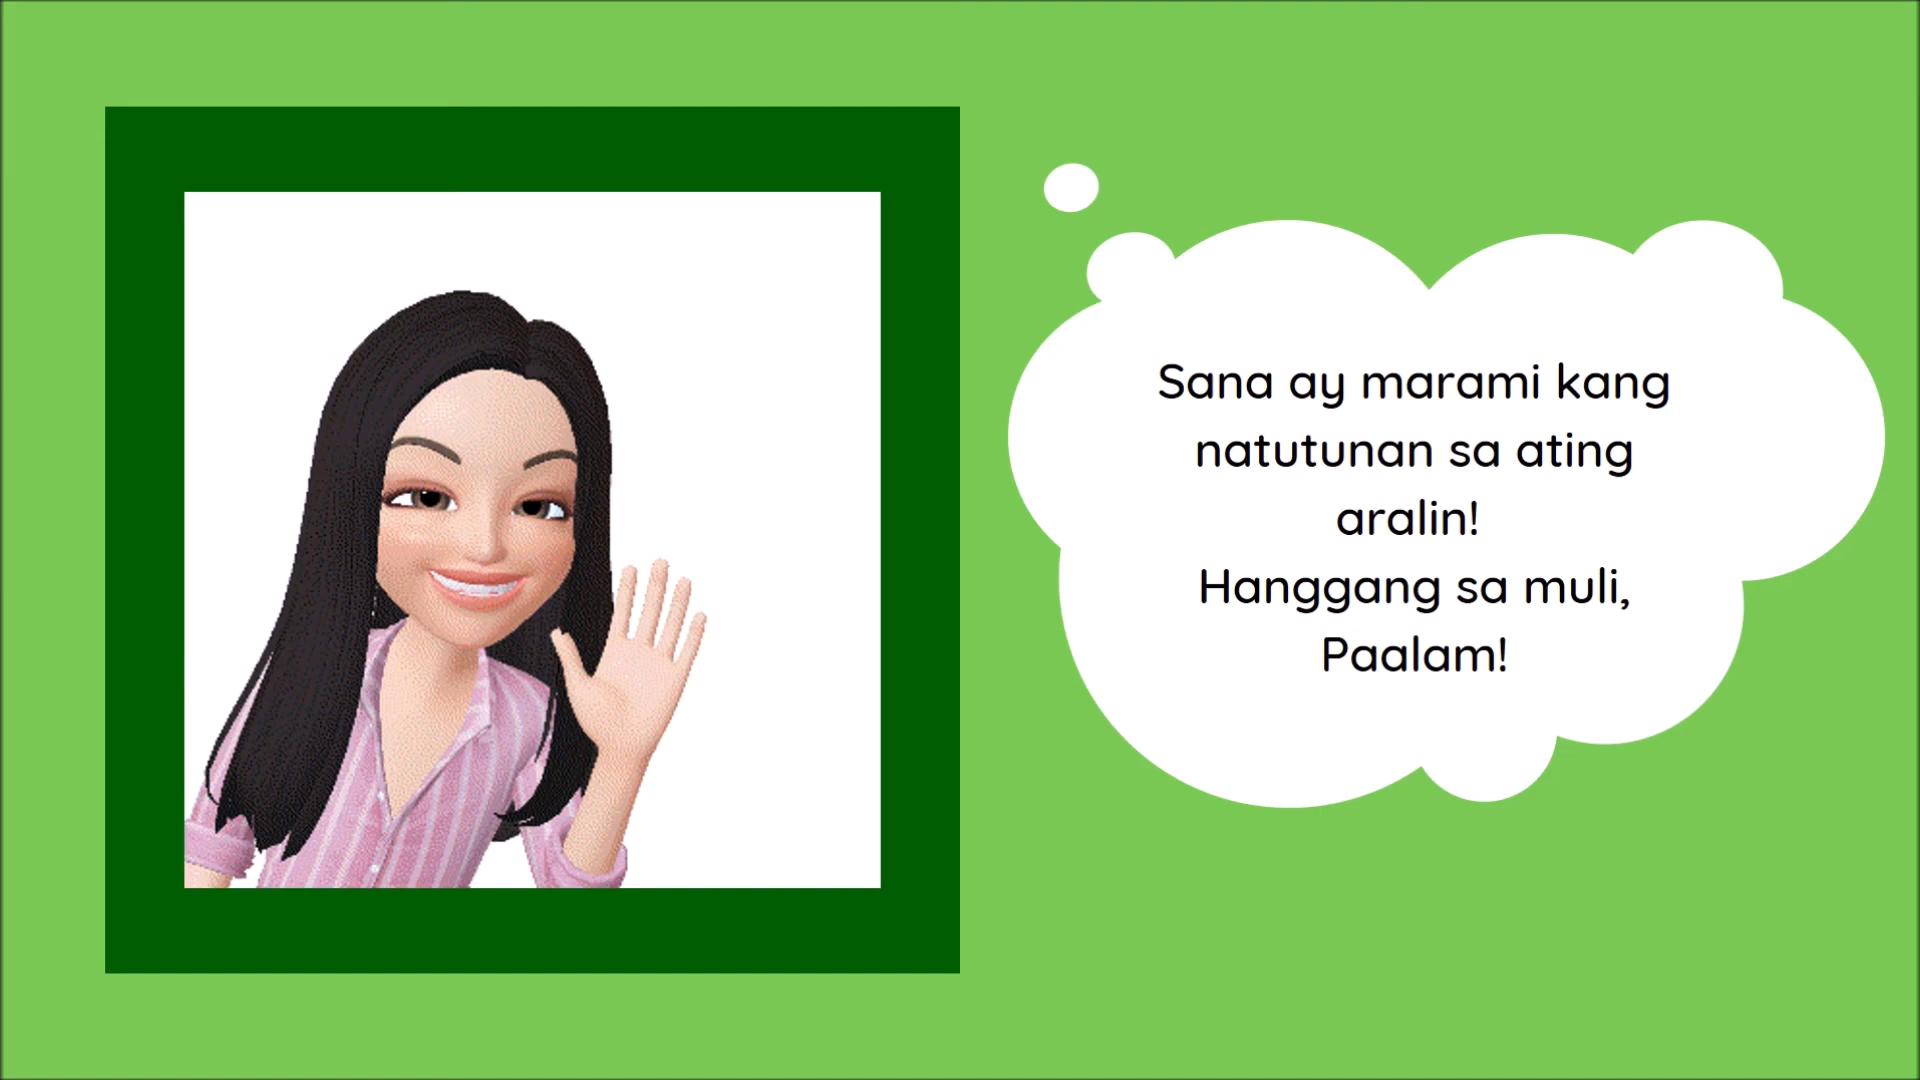 Sana ay marami kang
natutunan sa ating
aralin!
Hanggang sa muli,
Paalam!